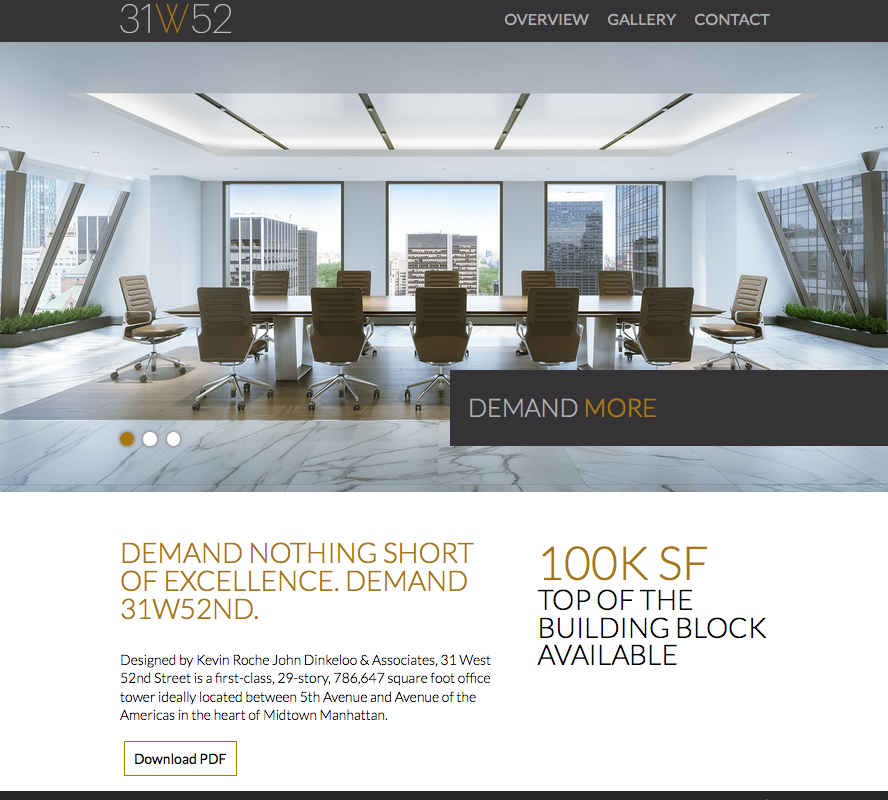 31W52
OVERVIEW GALLERY CONTACT
DEMAND MORE
DEMAND NOTHING SHORT
OF EXCELLENCE. DEMAND
31W52ND.
Designed by Kevin Roche John Dinkeloo & Associates, 31 West
52nd Street is a first-class, 29-story, 786,647 square foot office
tower ideally located between 5th Avenue and Avenue of the
Americas in the heart of Midtown Manhattan.
Download PDF
100K SF
TOP OF THE
BUILDING BLOCK
AVAILABLE